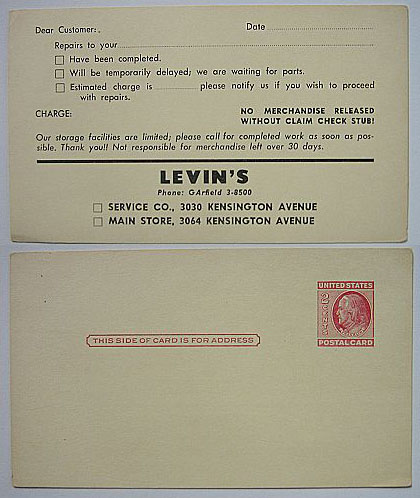 Dear Customer:. Date
Repairs to your
Have been completed.
Will be temporarily delayed; we are waiting for parts.
Estimated charge is please notify us if you wish to proceed
with repairs.
CHARGE: NO MERCHANDISE RELEASED
WITHOUT CLAIM CHECK STUB!
Our storage facilities are limited; please call for completed work as soon as pos-
sible. Thank you!! Not responsible for merchandise left over 30 days.
LEVIN'S
Phone: GArfield 3-8500
SERVICE CO., 3030 KENSINGTON AVENUE
MAIN STORE, 3064 KENSINGTON AVENUE
UNITED STATES
2 CENTS
POSTAL CARD
THIS SIDE OF CARD IS FOR ADDRESS